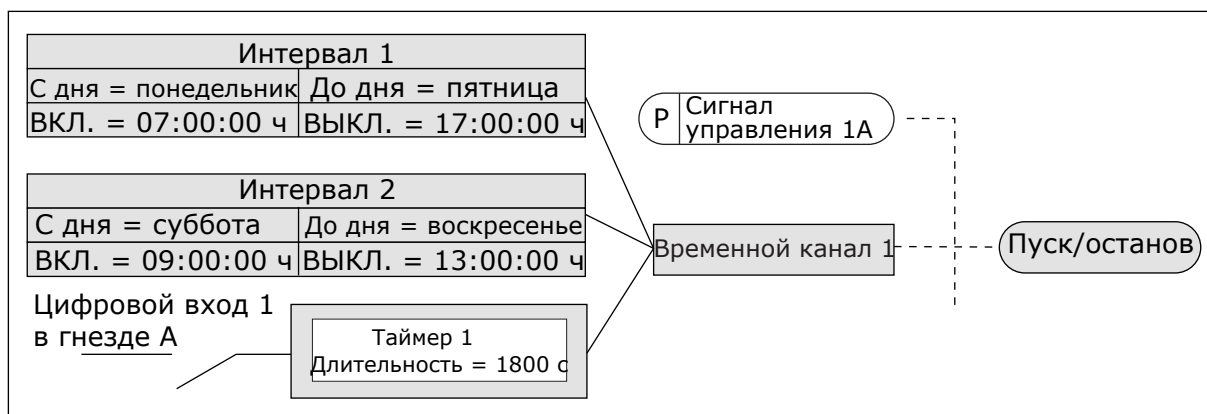 Интервал 1
С дня = понедельник До дня = пятница
ВКЛ. = 07:00:00 ч ВЫКЛ. = 17:00:00 ч
P Сигнал
управления 1А
Интервал 2
С дня = суббота До дня = воскресенье
ВКЛ. = 09:00:00 ч ВЫКЛ. = 13:00:00 ч
Временной канал 1
Пуск/останов
Цифровой вход 1
в гнезде А
Таймер 1
Длительность = 1800 с